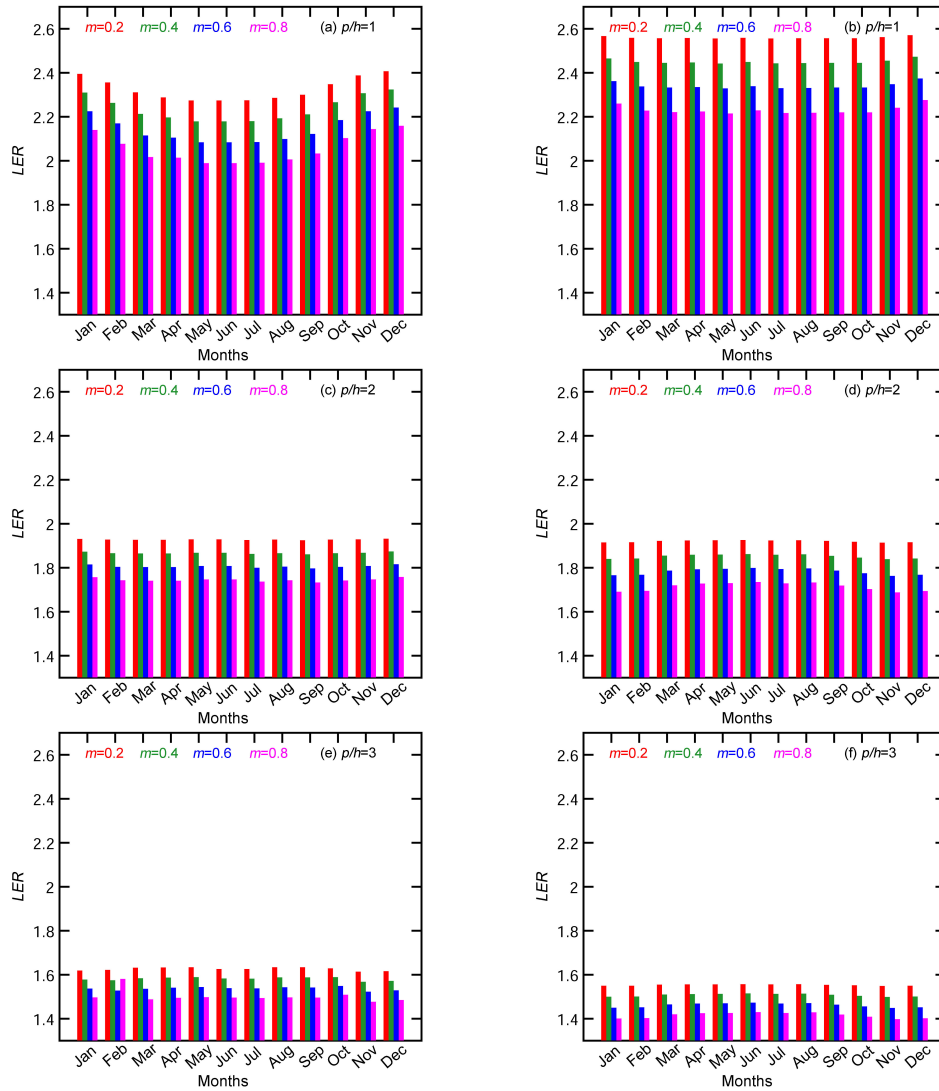 m=0.2 m=0.4 m=0.6 m=0.8 (a) p/h=1
2.6
2.4
2.2
2
1.8
1.6
1.4
LER
Jan Feb Mar Apr May Jun Jul Aug Sep Oct Nov Dec
Months
m=0.2 m=0.4 m=0.6 m=0.8 (b) p/h=1
2.6
2.4
2.2
2
1.8
1.6
1.4
LER
Jan Feb Mar Apr May Jun Jul Aug Sep Oct Nov Dec
Months
m=0.2 m=0.4 m=0.6 m=0.8 (c) p/h=2
2.6
2.4
2.2
2
1.8
1.6
1.4
LER
Jan Feb Mar Apr May Jun Jul Aug Sep Oct Nov Dec
Months
m=0.2 m=0.4 m=0.6 m=0.8 (d) p/h=2
2.6
2.4
2.2
2
1.8
1.6
1.4
LER
Jan Feb Mar Apr May Jun Jul Aug Sep Oct Nov Dec
Months
m=0.2 m=0.4 m=0.6 m=0.8 (e) p/h=3
2.6
2.4
2.2
2
1.8
1.6
1.4
LER
Jan Feb Mar Apr May Jun Jul Aug Sep Oct Nov Dec
Months
m=0.2 m=0.4 m=0.6 m=0.8 (f) p/h=3
2.6
2.4
2.2
2
1.8
1.6
1.4
LER
Jan Feb Mar Apr May Jun Jul Aug Sep Oct Nov Dec
Months